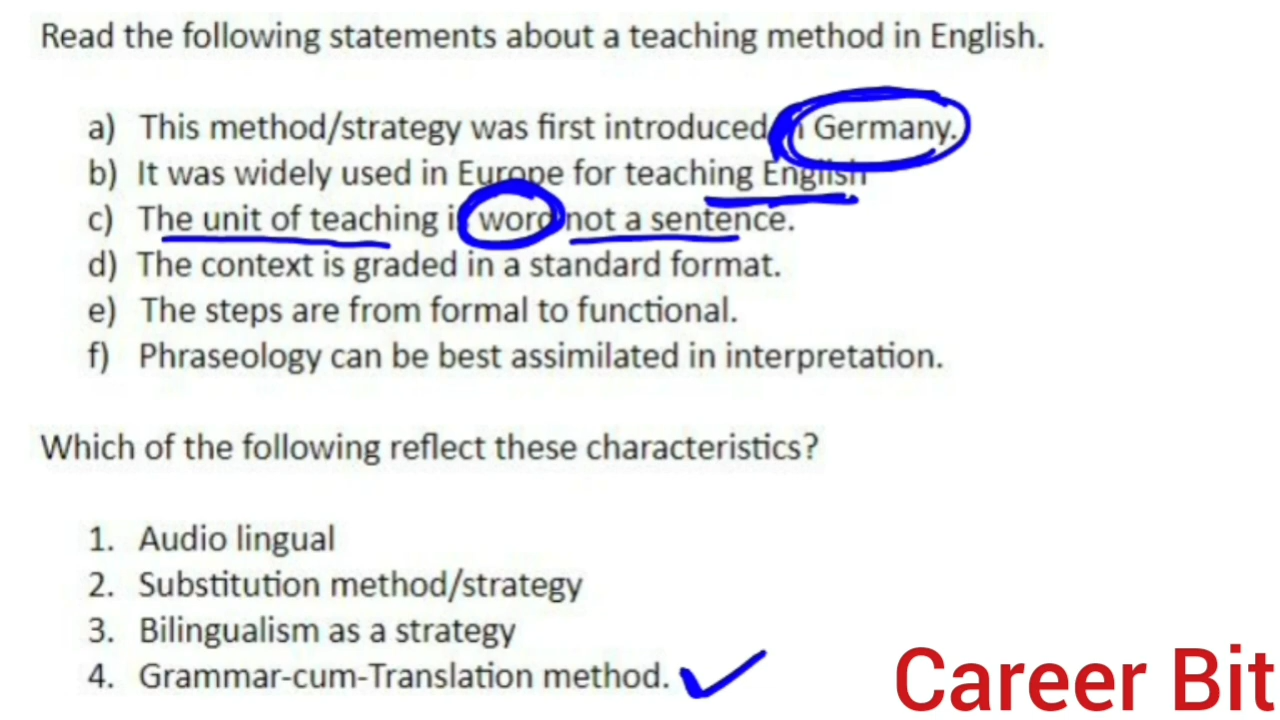 Read the following statements about a teaching method in English.
a) This method/strategy was first introduced in Germany.
b) It was widely used in Europe for teaching English
c) The unit of teaching is word not a sentence.
d) The context is graded in a standard format.
e) The steps are from formal to functional.
f) Phraseology can be best assimilated in interpretation.
Which of the following reflect these characteristics?
1. Audio lingual
2. Substitution method/strategy
3. Bilingualism as a strategy
4. Grammar-cum-Translation method.
Career Bit